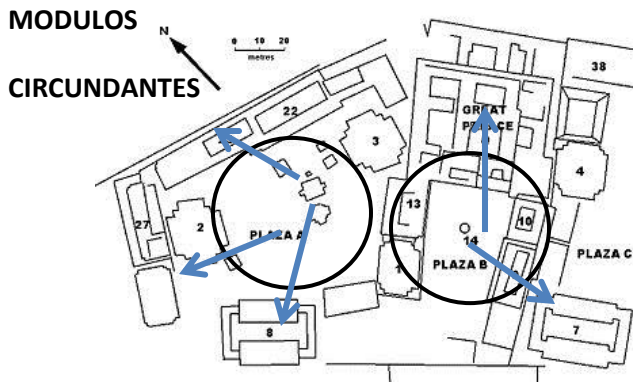 MODULOS
CIRCUNDANTES
N
0 10 20
metres
22
38
GREAT
3
4
27
2
13
10
PLAZA A
14
PLAZA B
PLAZA C
1
8
7